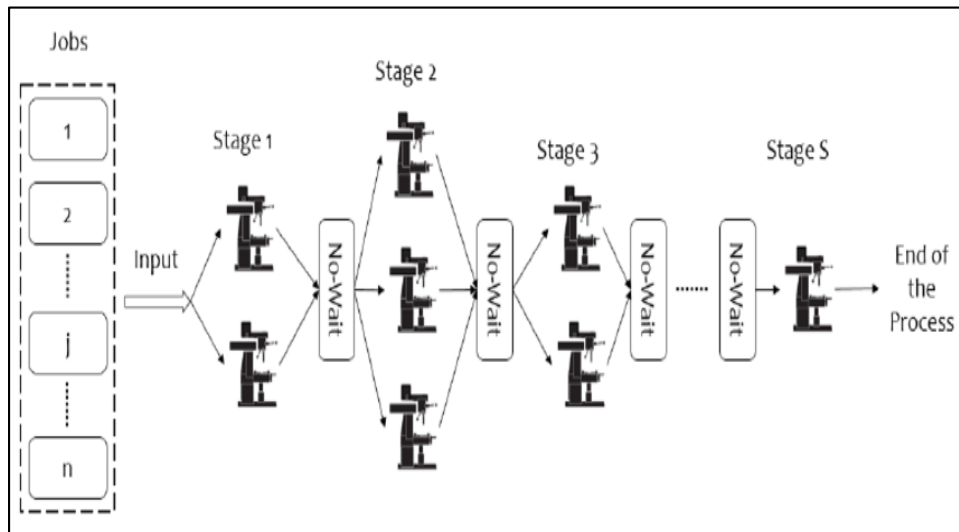 Jobs
1
2
j
n
Input
Stage 1
No-Wait
Stage 2
No-Wait
Stage 3
No-Wait
No-Wait
Stage S
End of
the
Process